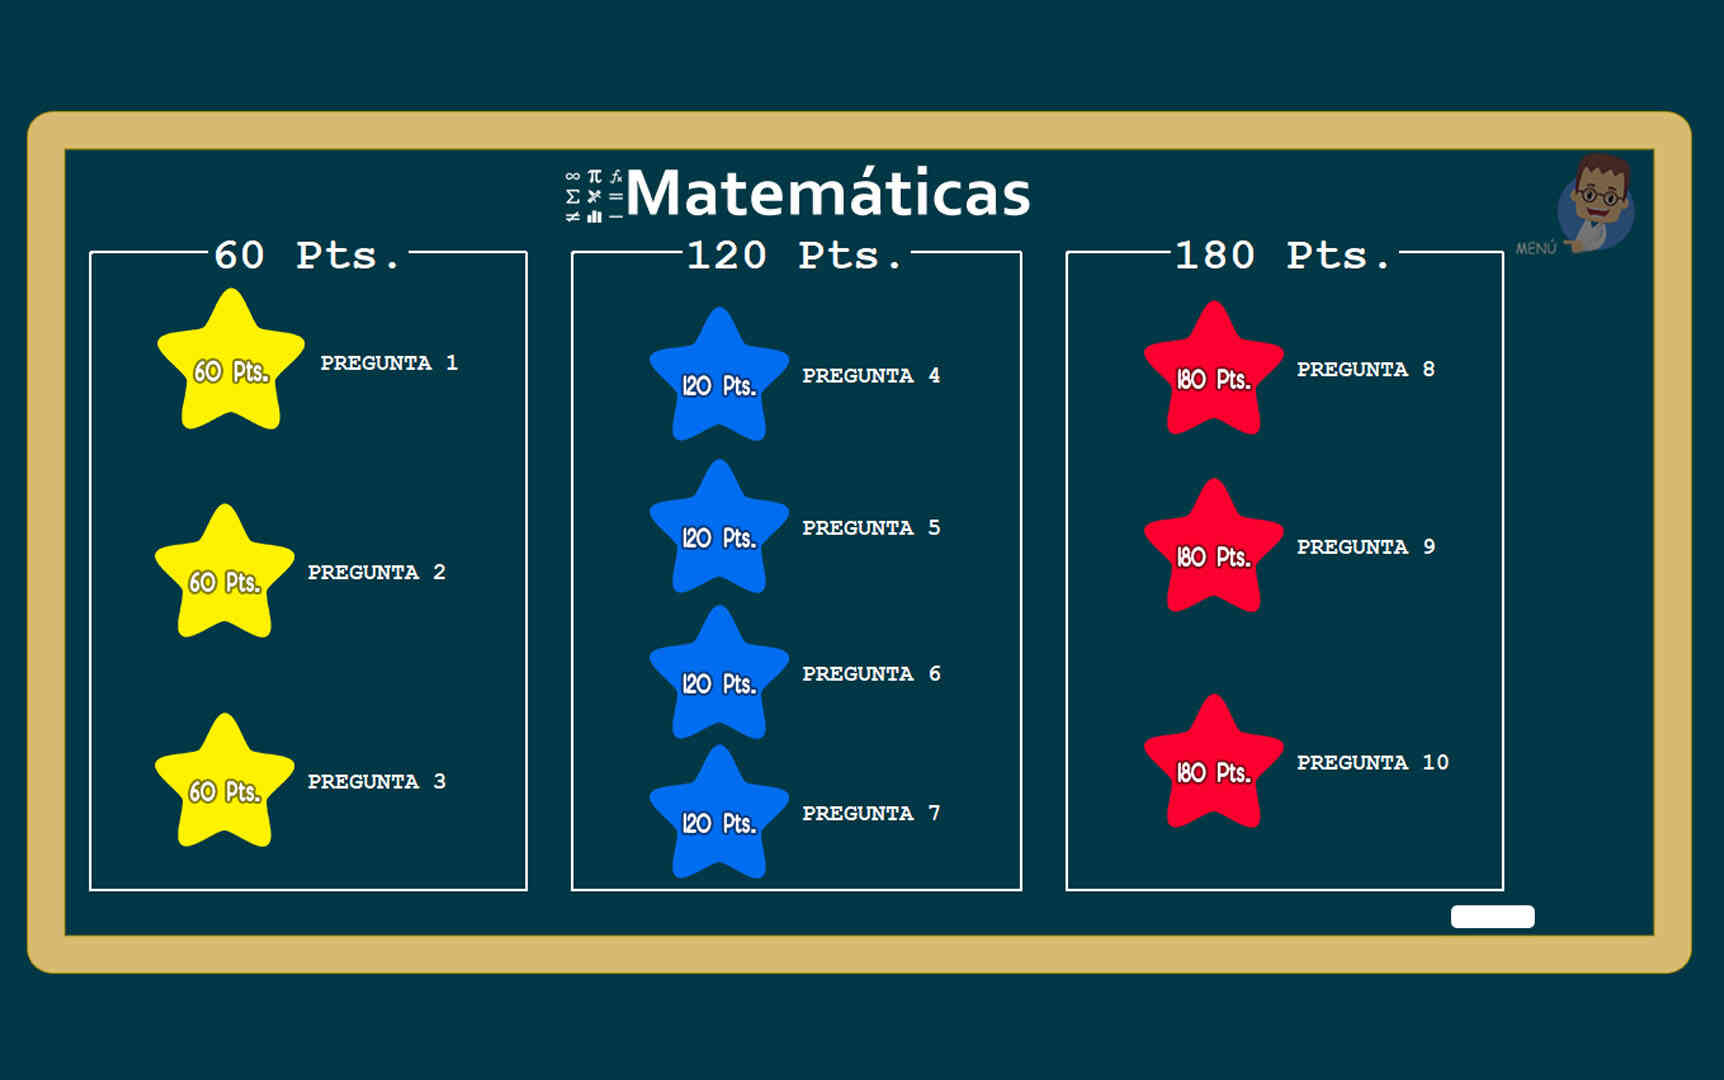 ∞ π fx
Σ
≠ =
Matemáticas
60 Pts.
60 Pts. PREGUNTA 1
60 Pts. PREGUNTA 2
60 Pts. PREGUNTA 3
120 Pts.
120 Pts. PREGUNTA 4
120 Pts. PREGUNTA 5
120 Pts. PREGUNTA 6
120 Pts. PREGUNTA 7
180 Pts.
180 Pts. PREGUNTA 8
180 Pts. PREGUNTA 9
180 Pts. PREGUNTA 10
MENÚ